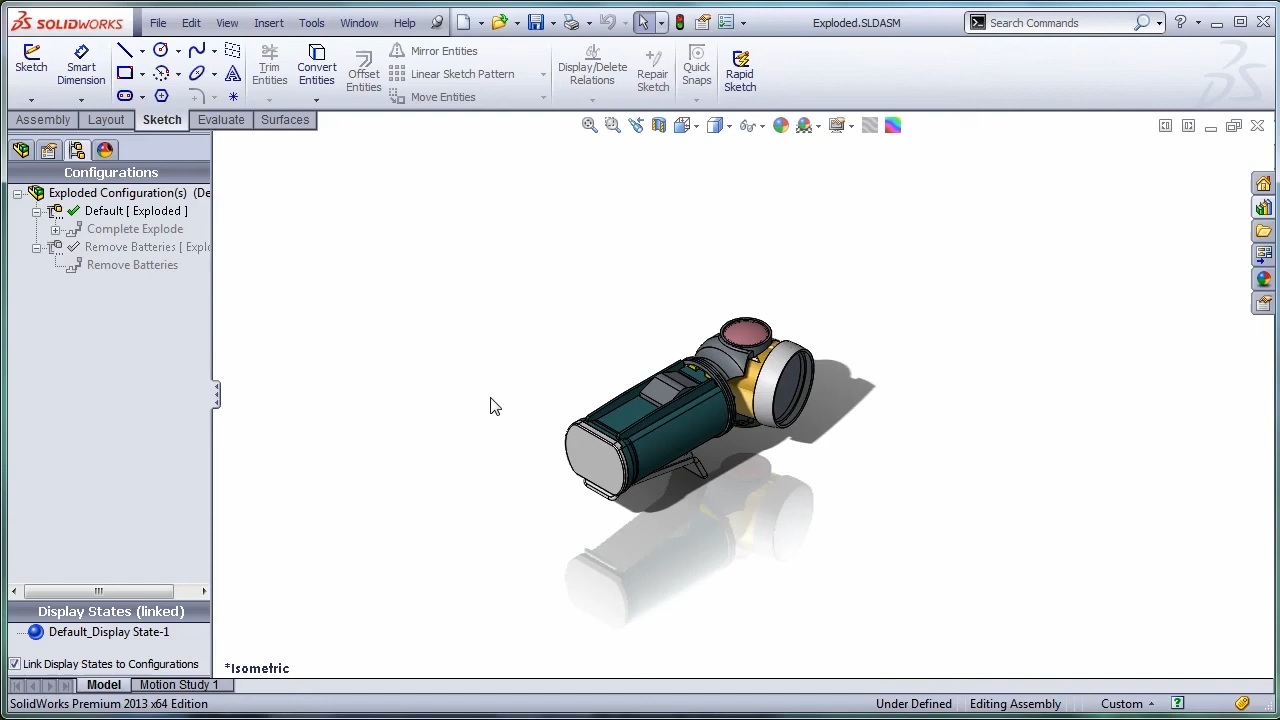 SOLIDWORKS File Edit View Insert Tools Window Help Exploded.SLDASM Search Commands
Sketch Smart Dimension Trim Entities Convert Entities Offset Entities Mirror Entities Linear Sketch Pattern Move Entities Display/Delete Relations Repair Sketch Quick Snaps Rapid Sketch
Assembly Layout Sketch Evaluate Surfaces
Configurations
Exploded Configuration(s) (De
Default [ Exploded ]
Complete Explode
Remove Batteries [ Expl
Remove Batteries
Display States (linked)
Default_Display State-1
Link Display States to Configurations
*Isometric
Model Motion Study 1
SolidWorks Premium 2013 x64 Edition Under Defined Editing Assembly Custom